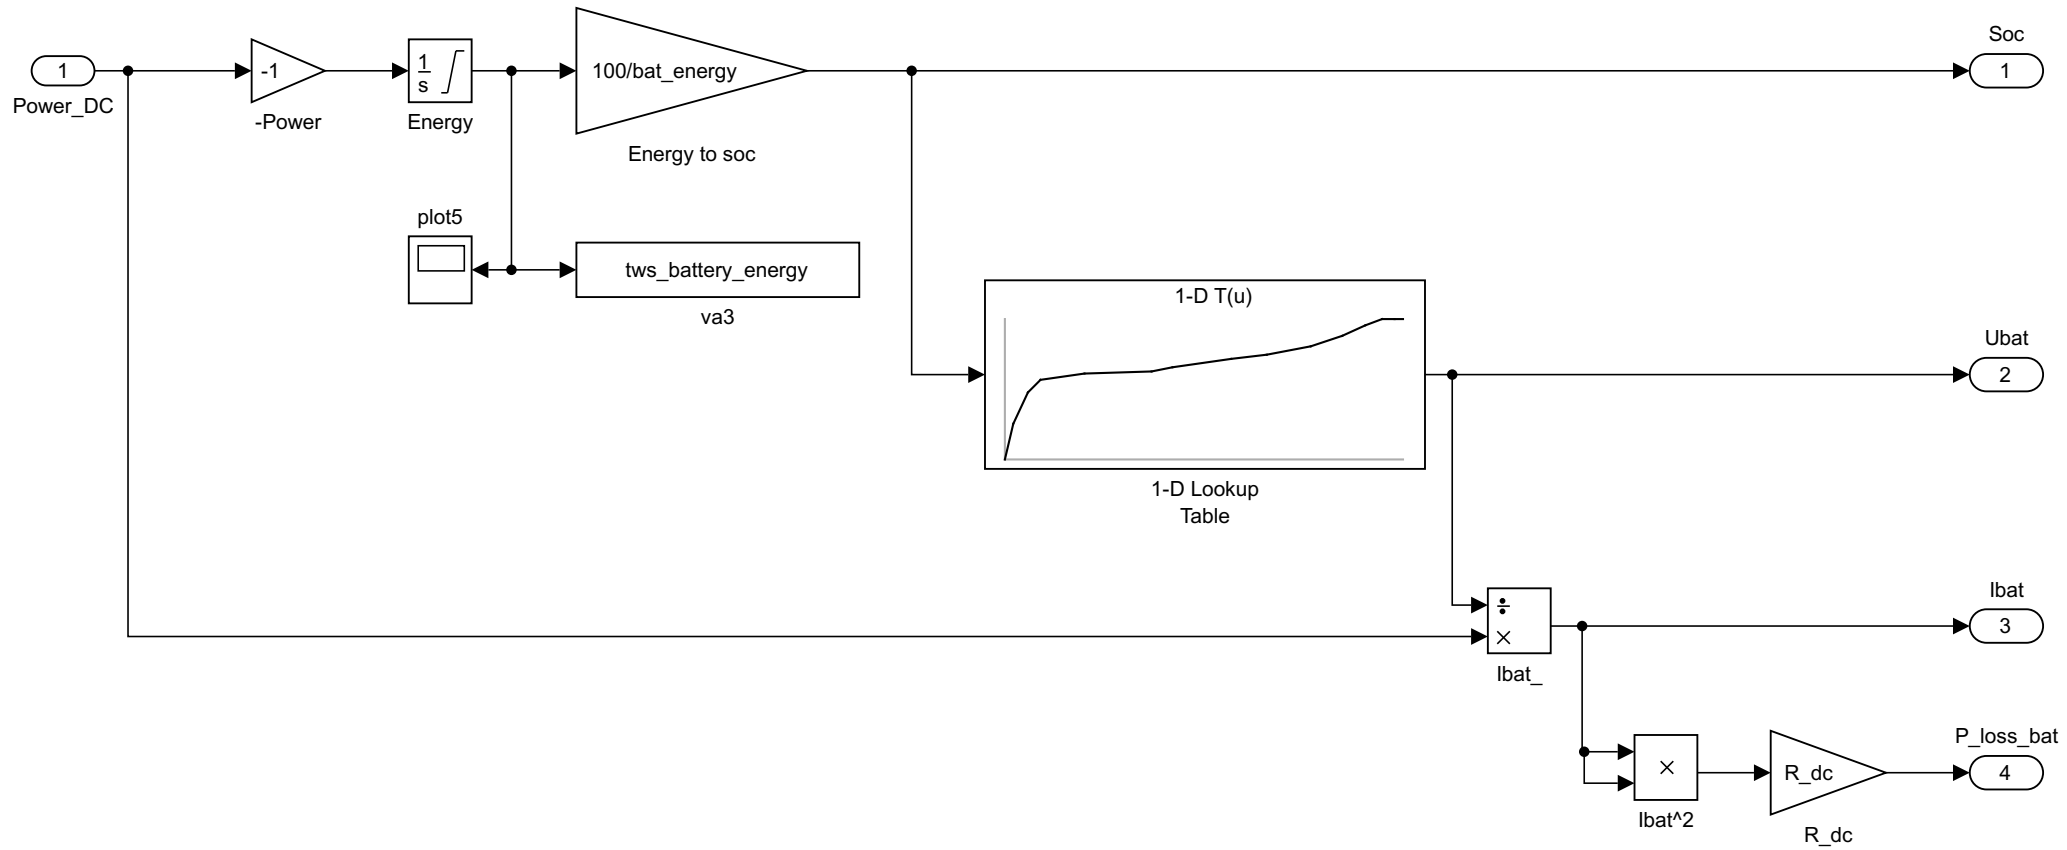 1
Power_DC
-1
-Power
1
s
Energy
100/bat_energy
Energy to soc
Soc
1
plot5
tws_battery_energy
va3
1-D T(u)
1-D Lookup
Table
Ubat
2
÷
×
Ibat_
Ibat
3
×
Ibat^2
R_dc
R_dc
P_loss_bat
4